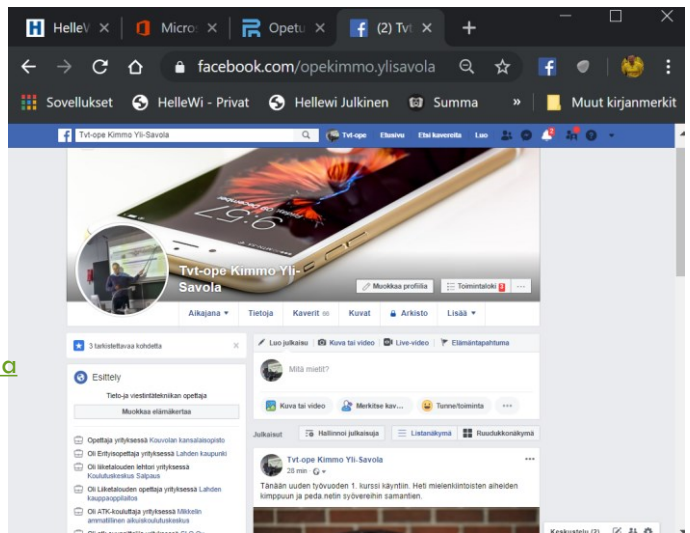 HelleV
Micro:
Opetu
(2) Tvt
facebook.com/opekimmo.ylisavola
Sovellukset
HelleWi - Privat
Hellewi Julkinen
Summa
»
Muut kirjanmerkit
Tvt-ope Kimmo Yli-Savola
Tvt-ope
Etusivu
Etsi kavereita
Luo
9:57
09 December
Tvt-ope Kimmo Yli-
Savola
Muokkaa profiilia
Toimintaloki
Aikajana
Tietoja
Kaverit 66
Kuvat
Arkisto
Lisää
a
3 tarkistettavaa kohdetta
Esittely
Tieto-ja viestintätekniikan opettaja
Muokkaa elämäkertaa
Opettaja yrityksessä Kouvolan kansalaisopisto
Oli Erityisopettaja yrityksessä Lahden kaupunki
Oli liiketalouden lehtori yrityksessä
Koulutuskeskus Salpaus
Oli Liiketalouden opettaja yrityksessä Lahden
kauppaoppilaitos
Oli ATK-kouluttaja yrityksessä Mikkelin
ammatillinen aikuiskoulutuskeskus
Luo julkaisu
Kuva tai video
Live-video
Elämäntapahtuma
Mitä mietit?
Kuva tai video
Merkitse kav...
Tunne/toiminta
Julkaisut
Hallinnoi julkaisuja
Listanäkymä
Ruudukkonäkymä
Tvt-ope Kimmo Yli-Savola
28 min
Tänään uuden työvuoden 1. kurssi käyntiin. Heti mielenkiintoisten aiheiden
kimppuun ja peda.netin syövereihin samantien.
Keskustelu (2)